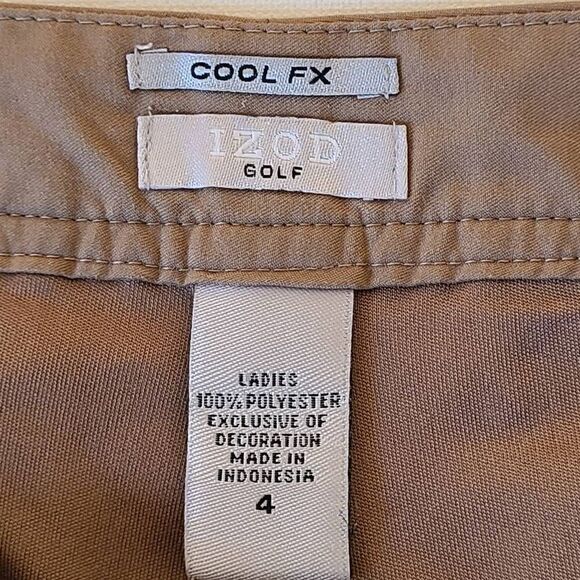 COOL FX
IZOD
GOLF
LADIES
100% POLYESTER
EXCLUSIVE OF
DECORATION
MADE IN
INDONESIA
4